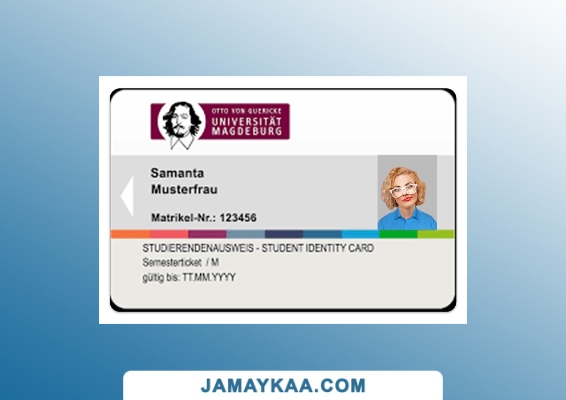 OTTO VON GUERICKE
UNIVERSITÄT
MAGDEBURG
Samanta
Musterfrau
Matrikel-Nr.: 123456
STUDIERENDENAUSWEIS - STUDENT IDENTITY CARD
Semesterticket / M
gültig bis: TT.MM.YYYY
JAMAYKAA.COM